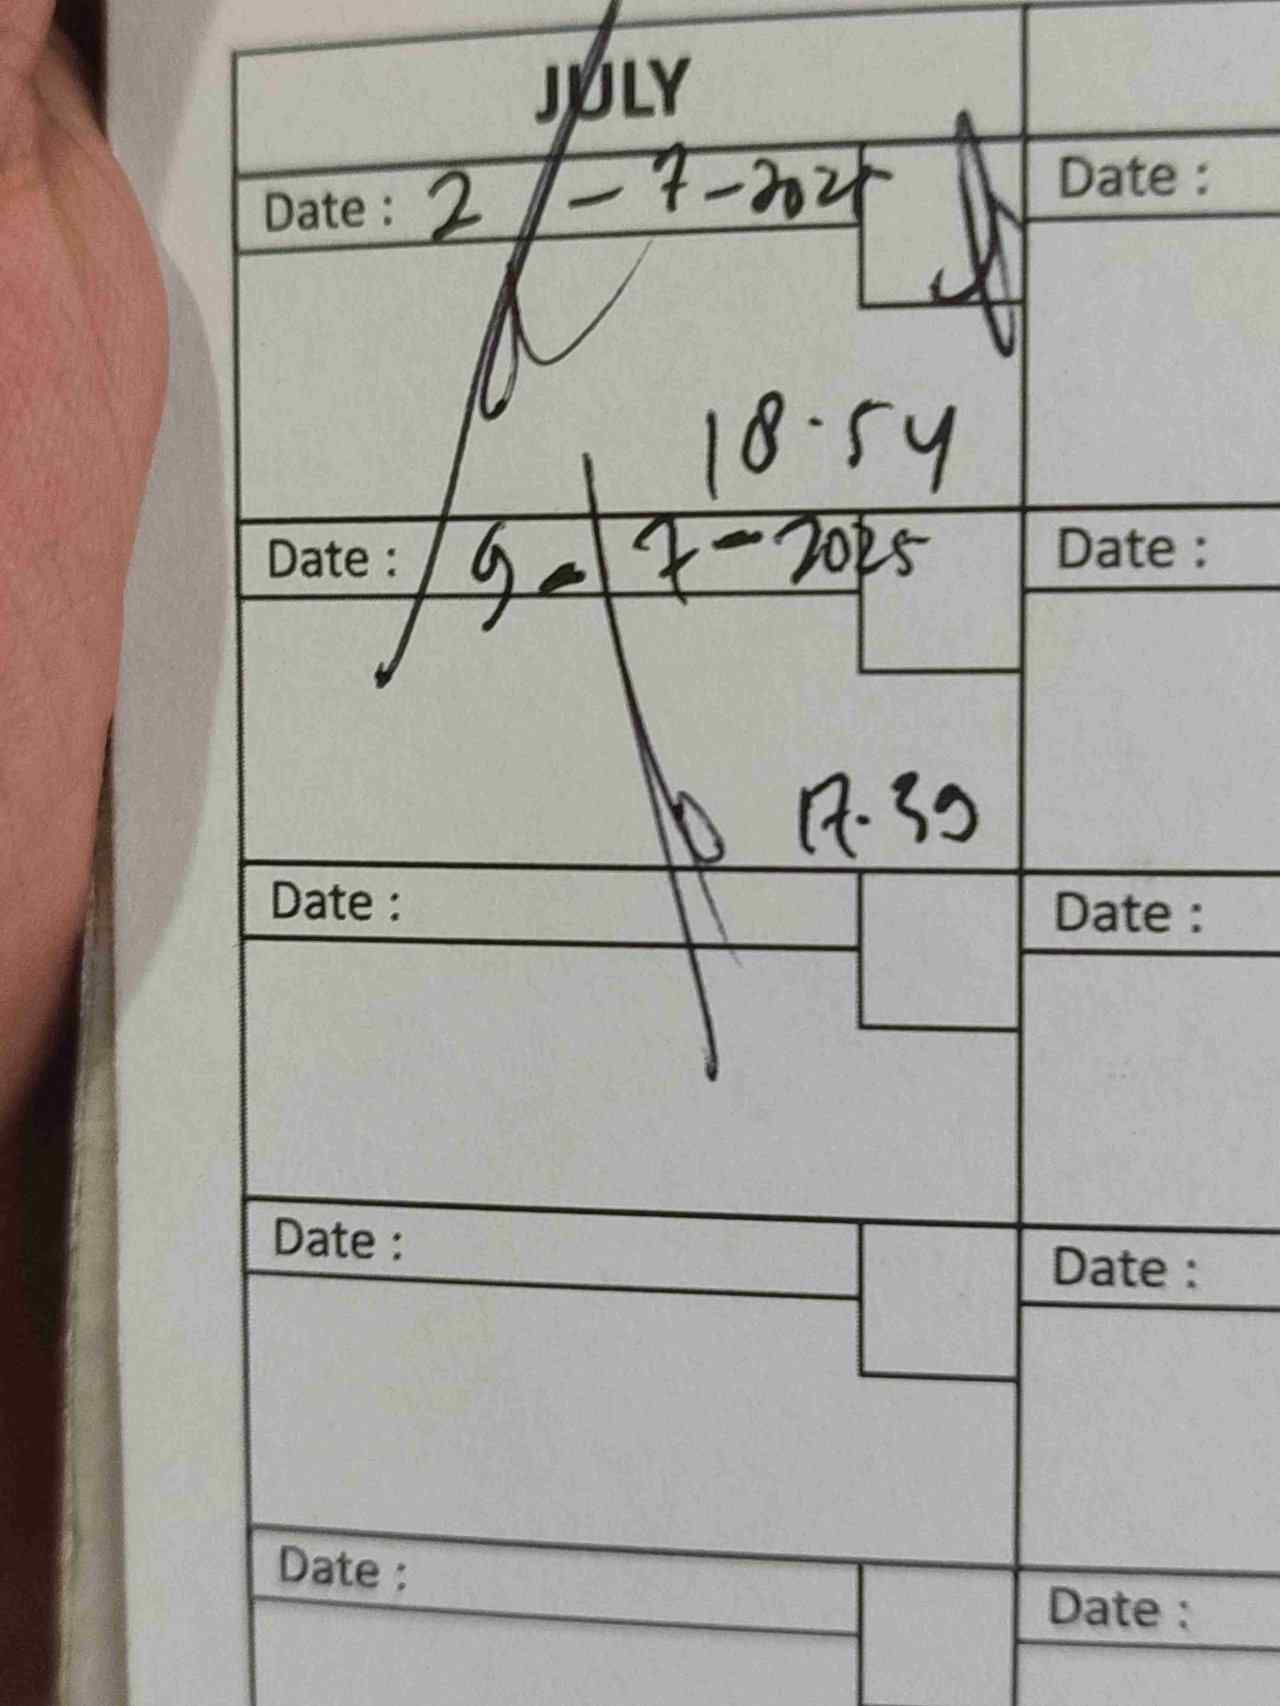 JULY
Date : 2 - 7 - 2025
Date :
18.54
Date : 9 - 7 - 2025
Date :
17.39
Date :
Date :
Date :
Date :
Date :
Date :